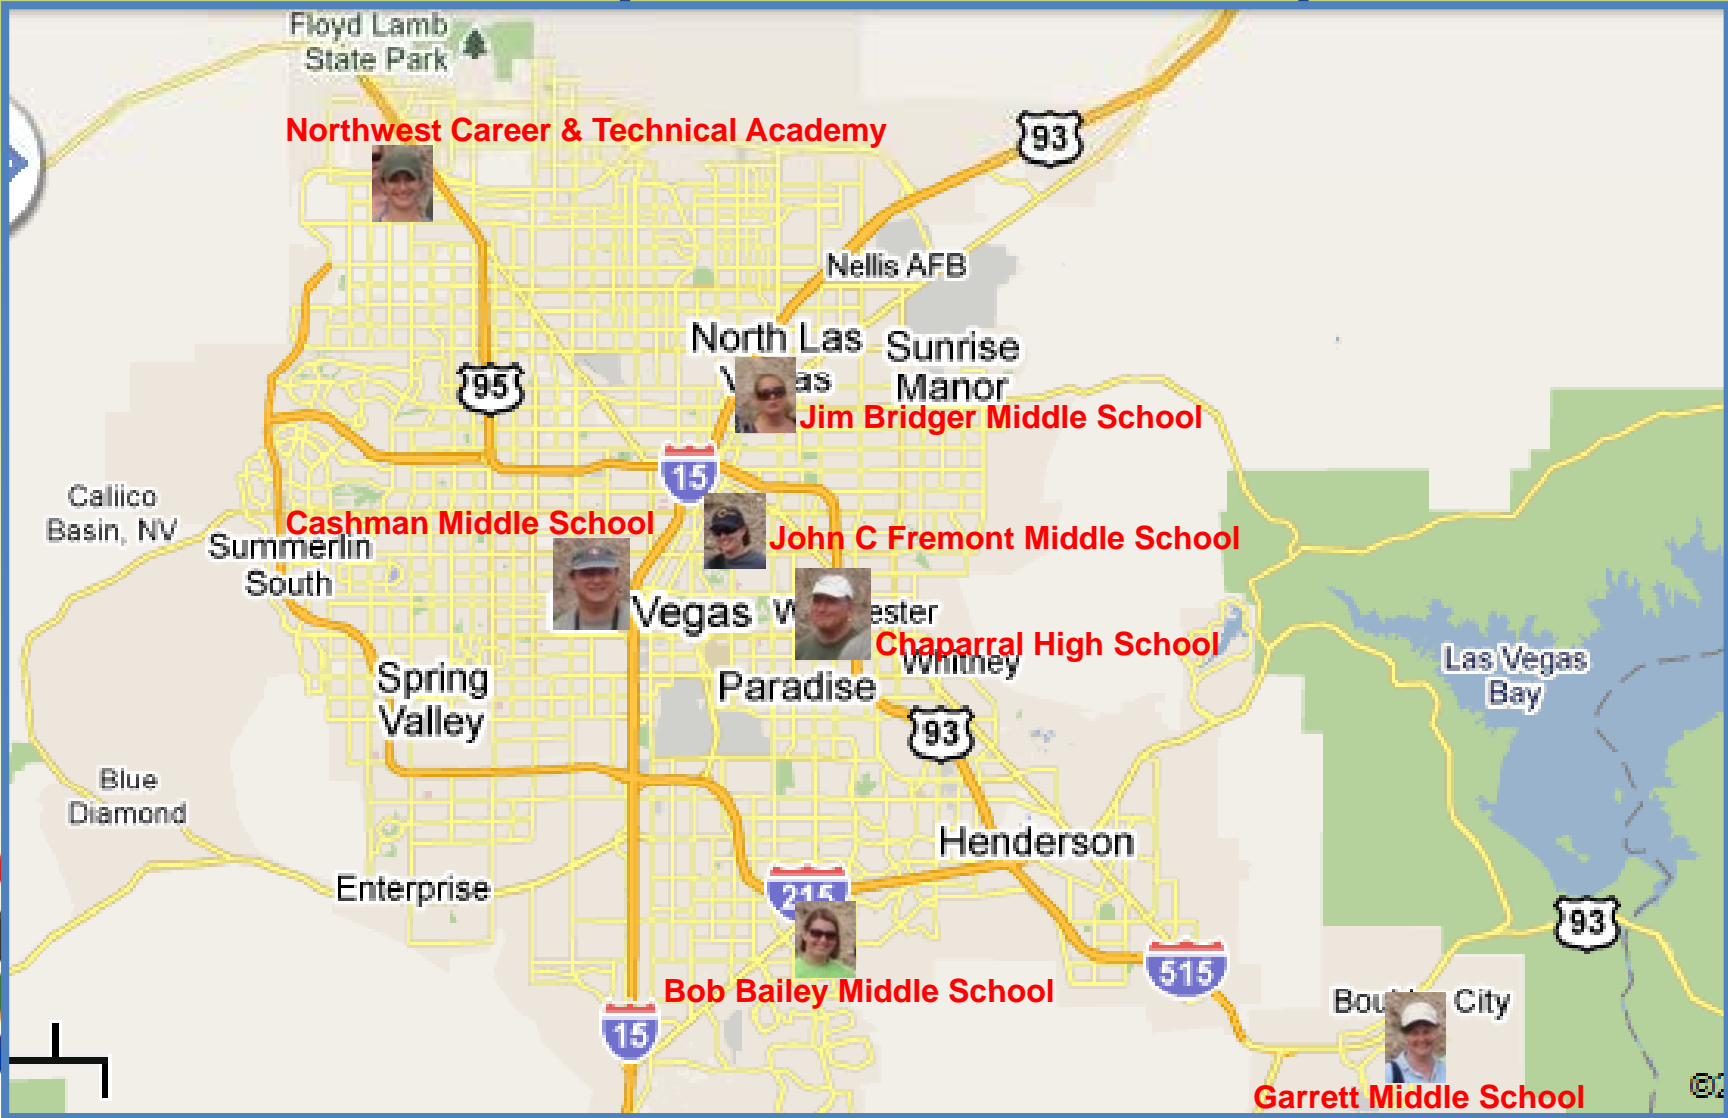 Floyd Lamb
State Park
Northwest Career & Technical Academy
93
Nellis AFB
North Las
Sunrise
Manor
95
Jim Bridger Middle School
15
Calico
Basin, NV
Cashman Middle School
John C Fremont Middle School
Summerlin
South
Vegas
Chaparral High School
Whitney
Las Vegas
Bay
Spring
Valley
Paradise
93
Blue
Diamond
Henderson
Enterprise
215
93
515
Bob Bailey Middle School
15
City
©2
Garrett Middle School